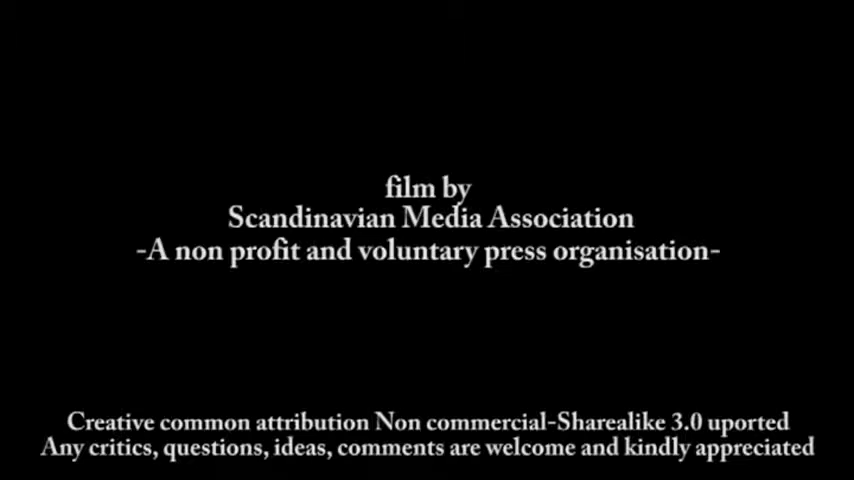 film by
Scandinavian Media Association
-A non profit and voluntary press organisation-
Creative common attribution Non commercial-Sharealike 3.0 uported
Any critics, questions, ideas, comments are welcome and kindly appreciated